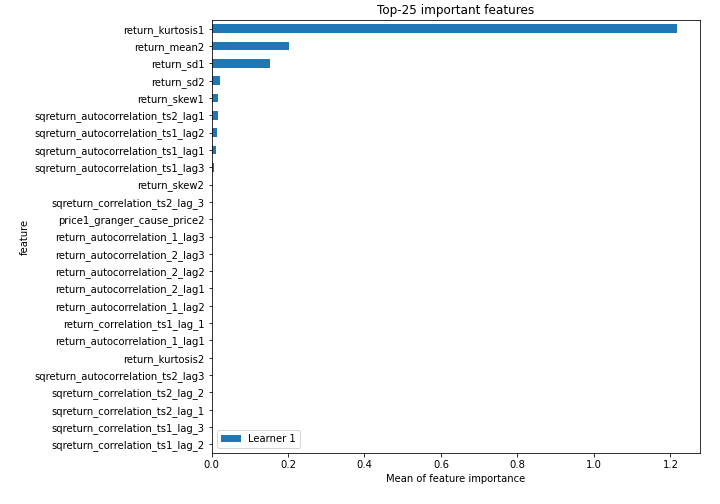 Top-25 important features
return_kurtosis1
return_mean2
return_sd1
return_sd2
return_skew1
sqreturn_autocorrelation_ts2_lag1
sqreturn_autocorrelation_ts1_lag2
sqreturn_autocorrelation_ts1_lag1
sqreturn_autocorrelation_ts1_lag3
return_skew2
sqreturn_correlation_ts2_lag_3
price1_granger_cause_price2
return_autocorrelation_1_lag3
return_autocorrelation_2_lag3
return_autocorrelation_2_lag2
return_autocorrelation_2_lag1
return_autocorrelation_1_lag2
return_correlation_ts1_lag_1
return_autocorrelation_1_lag1
return_kurtosis2
sqreturn_autocorrelation_ts2_lag3
sqreturn_correlation_ts2_lag_2
sqreturn_correlation_ts2_lag_1
sqreturn_correlation_ts1_lag_3
sqreturn_correlation_ts1_lag_2
feature
Learner 1
0.0 0.2 0.4 0.6 0.8 1.0 1.2
Mean of feature importance